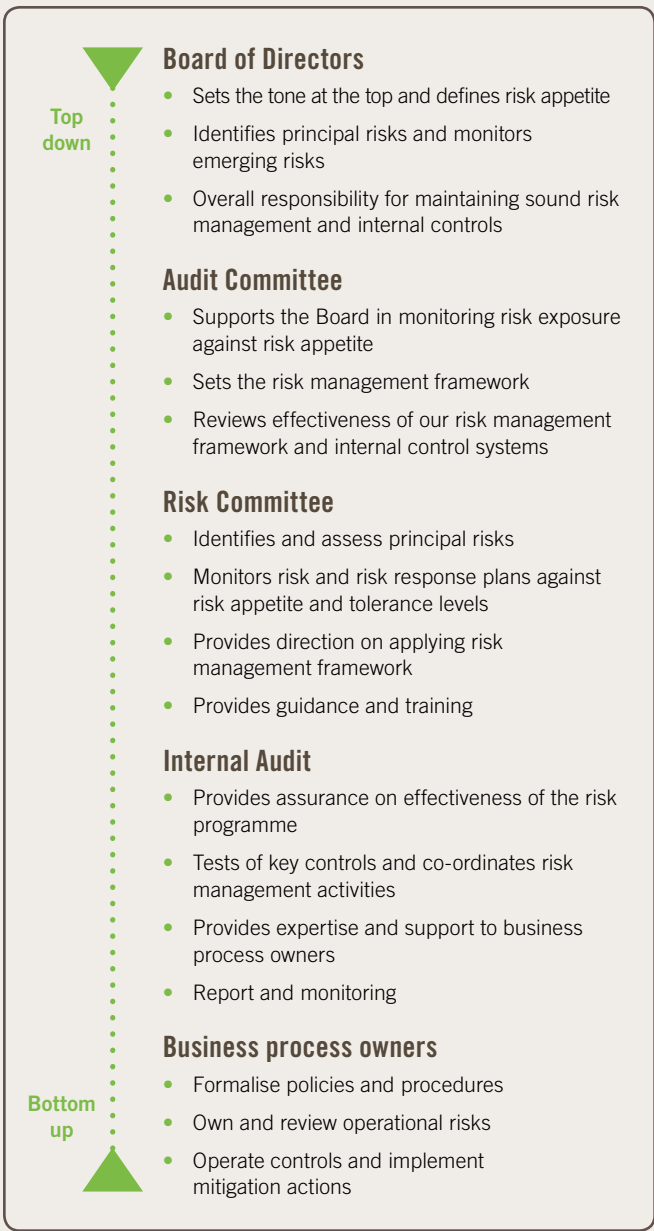 Board of Directors
Top
down
• Sets the tone at the top and defines risk appetite
• Identifies principal risks and monitors
emerging risks
• Overall responsibility for maintaining sound risk
management and internal controls
Audit Committee
• Supports the Board in monitoring risk exposure
against risk appetite
• Sets the risk management framework
• Reviews effectiveness of our risk management
framework and internal control systems
Risk Committee
• Identifies and assess principal risks
• Monitors risk and risk response plans against
risk appetite and tolerance levels
• Provides direction on applying risk
management framework
• Provides guidance and training
Internal Audit
• Provides assurance on effectiveness of the risk
programme
• Tests of key controls and co-ordinates risk
management activities
• Provides expertise and support to business
process owners
• Report and monitoring
Business process owners
• Formalise policies and procedures
Bottom
up
• Own and review operational risks
• Operate controls and implement
mitigation actions